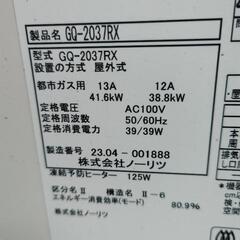 製品名 GQ-2037RX
型式 GQ-2037RX
設置の方式 屋外式
都市ガス用 13A 12A
41.6kW 38.8kW
定格電圧 AC100V
定格周波数 50/60Hz
定格消費電力 39/39W
製造 23.04-001888
株式会社ノーリツ
凍結予防ヒーター 125W
区分名Ⅱ 構造名 Ⅱ-6
エネルギー消費効率(モード) 80.9%
株式会社ノーリツ